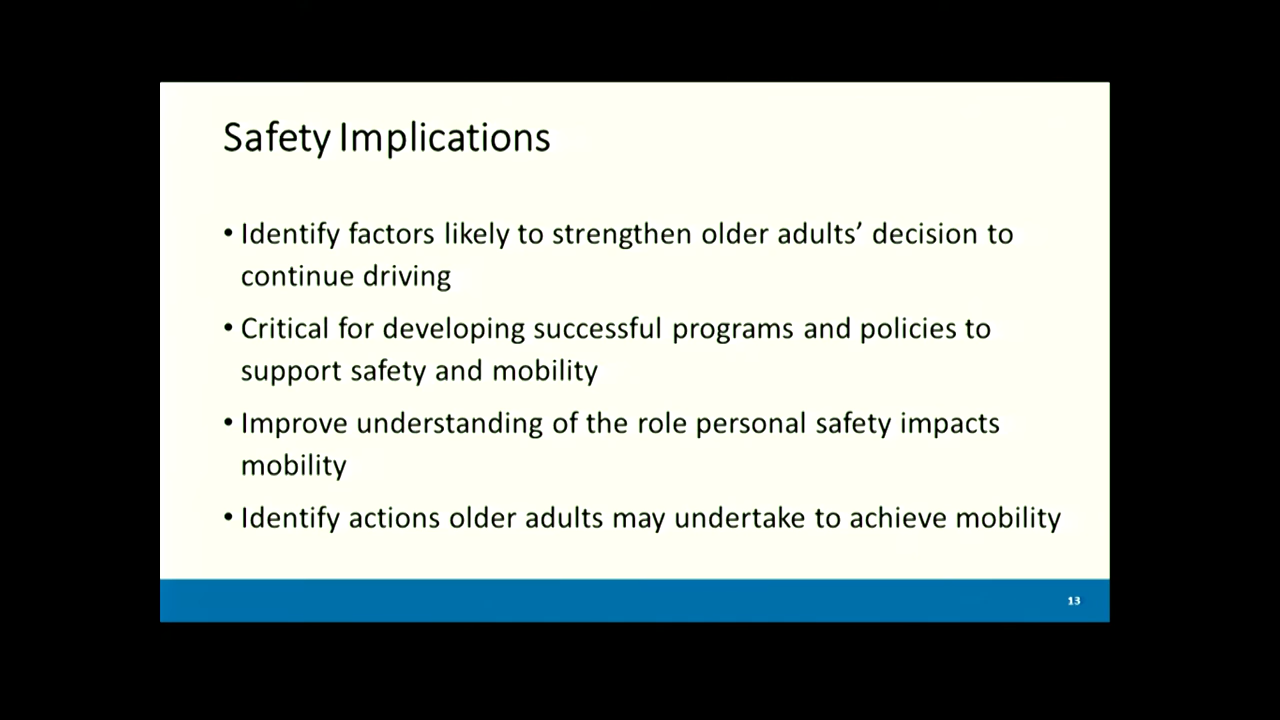 Safety Implications
• Identify factors likely to strengthen older adults’ decision to
continue driving
• Critical for developing successful programs and policies to
support safety and mobility
• Improve understanding of the role personal safety impacts
mobility
• Identify actions older adults may undertake to achieve mobility
13